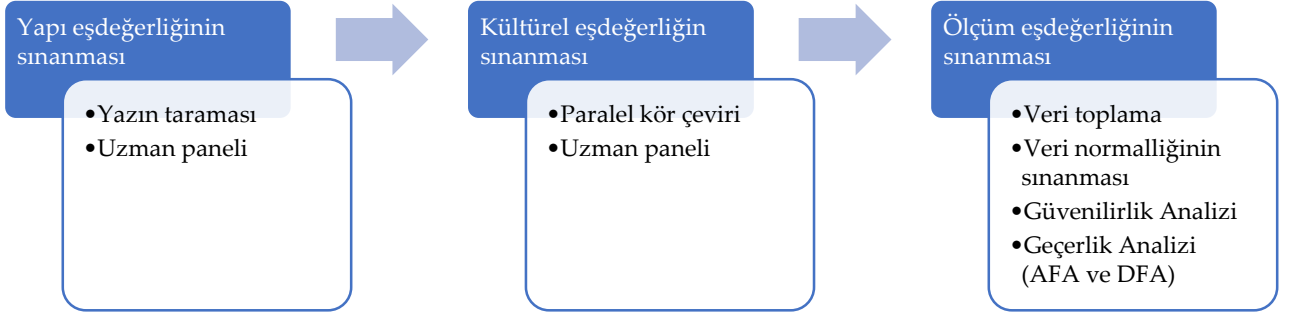 Yapı eşdeğerliğinin
sınanması
•Yazın taraması
•Uzman paneli
Kültürel eşdeğerliğin
sınanması
•Paralel kör çeviri
•Uzman paneli
Ölçüm eşdeğerliğinin
sınanması
•Veri toplama
•Veri normalliğinin
sınanması
•Güvenilirlik Analizi
•Geçerlik Analizi
(AFA ve DFA)